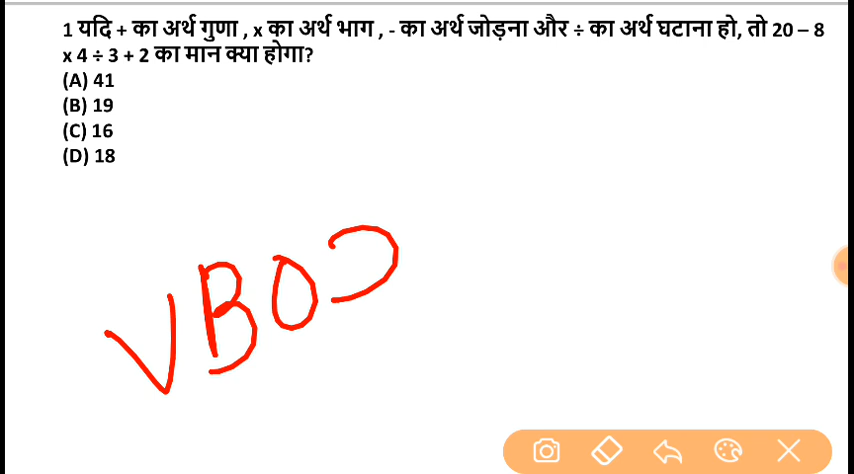 1 यदि + का अर्थ गुणा , x का अर्थ भाग , - का अर्थ जोड़ना और ÷ का अर्थ घटाना हो, तो 20 – 8
x 4 ÷ 3 + 2 का मान क्या होगा?
(A) 41
(B) 19
(C) 16
(D) 18
VBOD